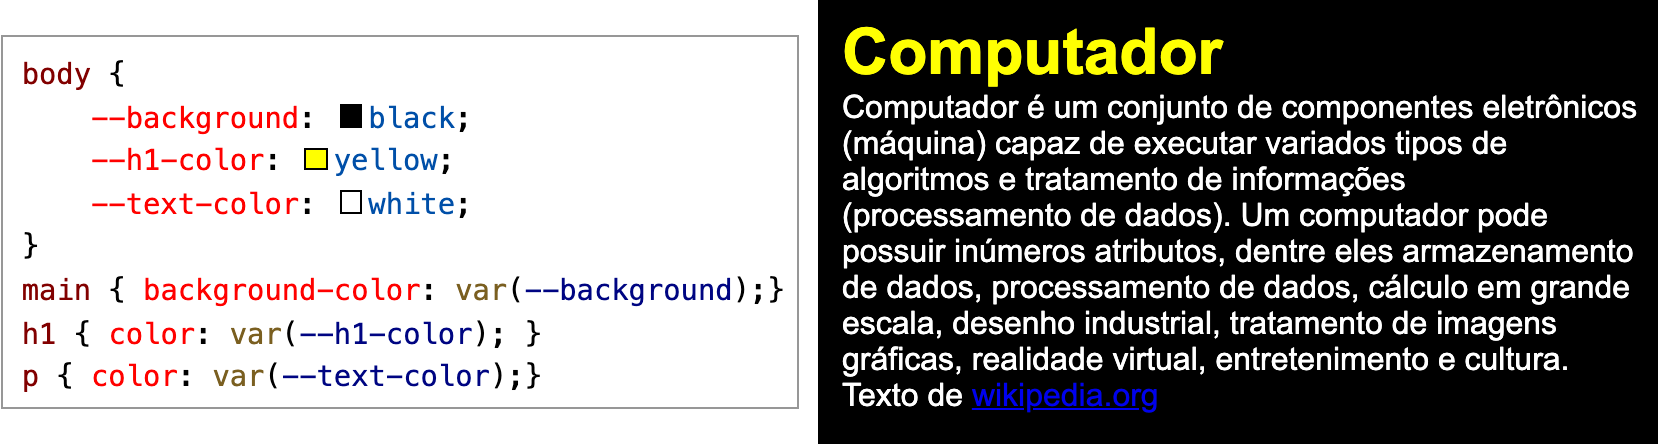 body {
    --background: black;
    --h1-color: yellow;
    --text-color: white;
}
main { background-color: var(--background);}
h1 { color: var(--h1-color); }
p { color: var(--text-color);}
Computador
Computador é um conjunto de componentes eletrônicos
(máquina) capaz de executar variados tipos de
algoritmos e tratamento de informações
(processamento de dados). Um computador pode
possuir inúmeros atributos, dentre eles armazenamento
de dados, processamento de dados, cálculo em grande
escala, desenho industrial, tratamento de imagens
gráficas, realidade virtual, entretenimento e cultura.
Texto de wikipedia.org